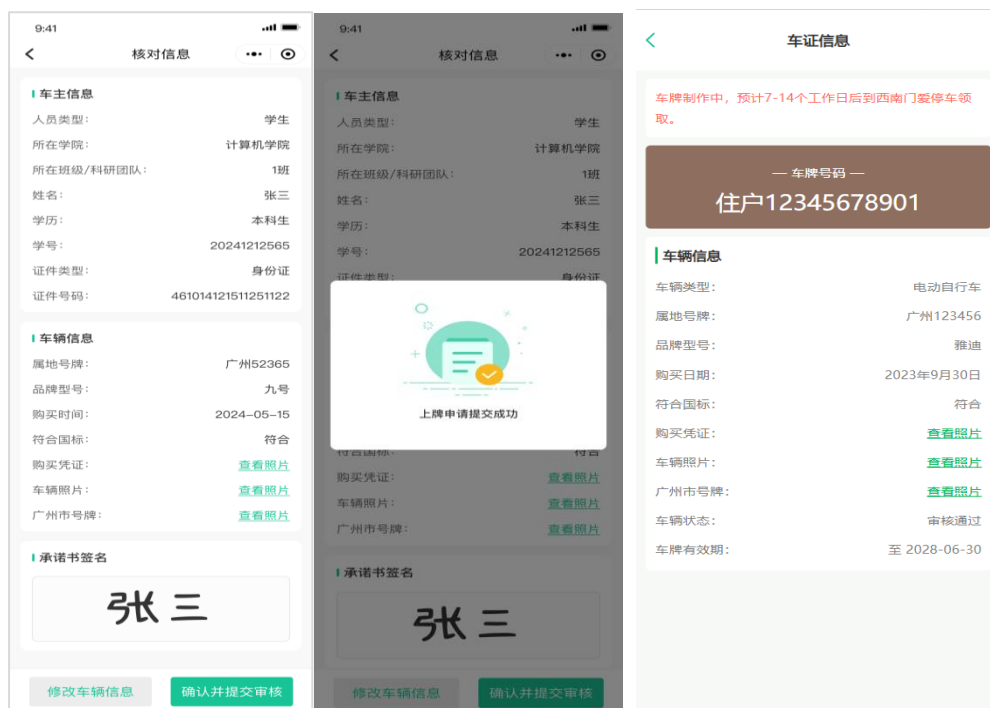 9:41
核对信息
车主信息
人员类型: 学生
所在学院: 计算机学院
所在班级/科研团队: 1班
姓名: 张三
学历: 本科生
学号: 20241212565
证件类型: 身份证
证件号码: 461014121511251122
车辆信息
属地号牌: 广州52365
品牌型号: 九号
购买时间: 2024-05-15
符合国标: 符合
购买凭证: 查看照片
车辆照片: 查看照片
广州市号牌: 查看照片
承诺书签名
张三
修改车辆信息 确认并提交审核
9:41
核对信息
车主信息
人员类型: 学生
所在学院: 计算机学院
所在班级/科研团队: 1班
姓名: 张三
学历: 本科生
学号: 20241212565
证件类型: 身份证
上牌申请提交成功
符合国标: 符合
购买凭证: 查看照片
车辆照片: 查看照片
广州市号牌: 查看照片
承诺书签名
张三
修改车辆信息 确认并提交审核
车证信息
车牌制作中，预计7-14个工作日后到西南门爱停车领
取。
— 车牌号码 —
住户12345678901
车辆信息
车辆类型: 电动自行车
属地号牌: 广州123456
品牌型号: 雅迪
购买日期: 2023年9月30日
符合国标: 符合
购买凭证: 查看照片
车辆照片: 查看照片
广州市号牌: 查看照片
车辆状态: 审核通过
车牌有效期: 至 2028-06-30